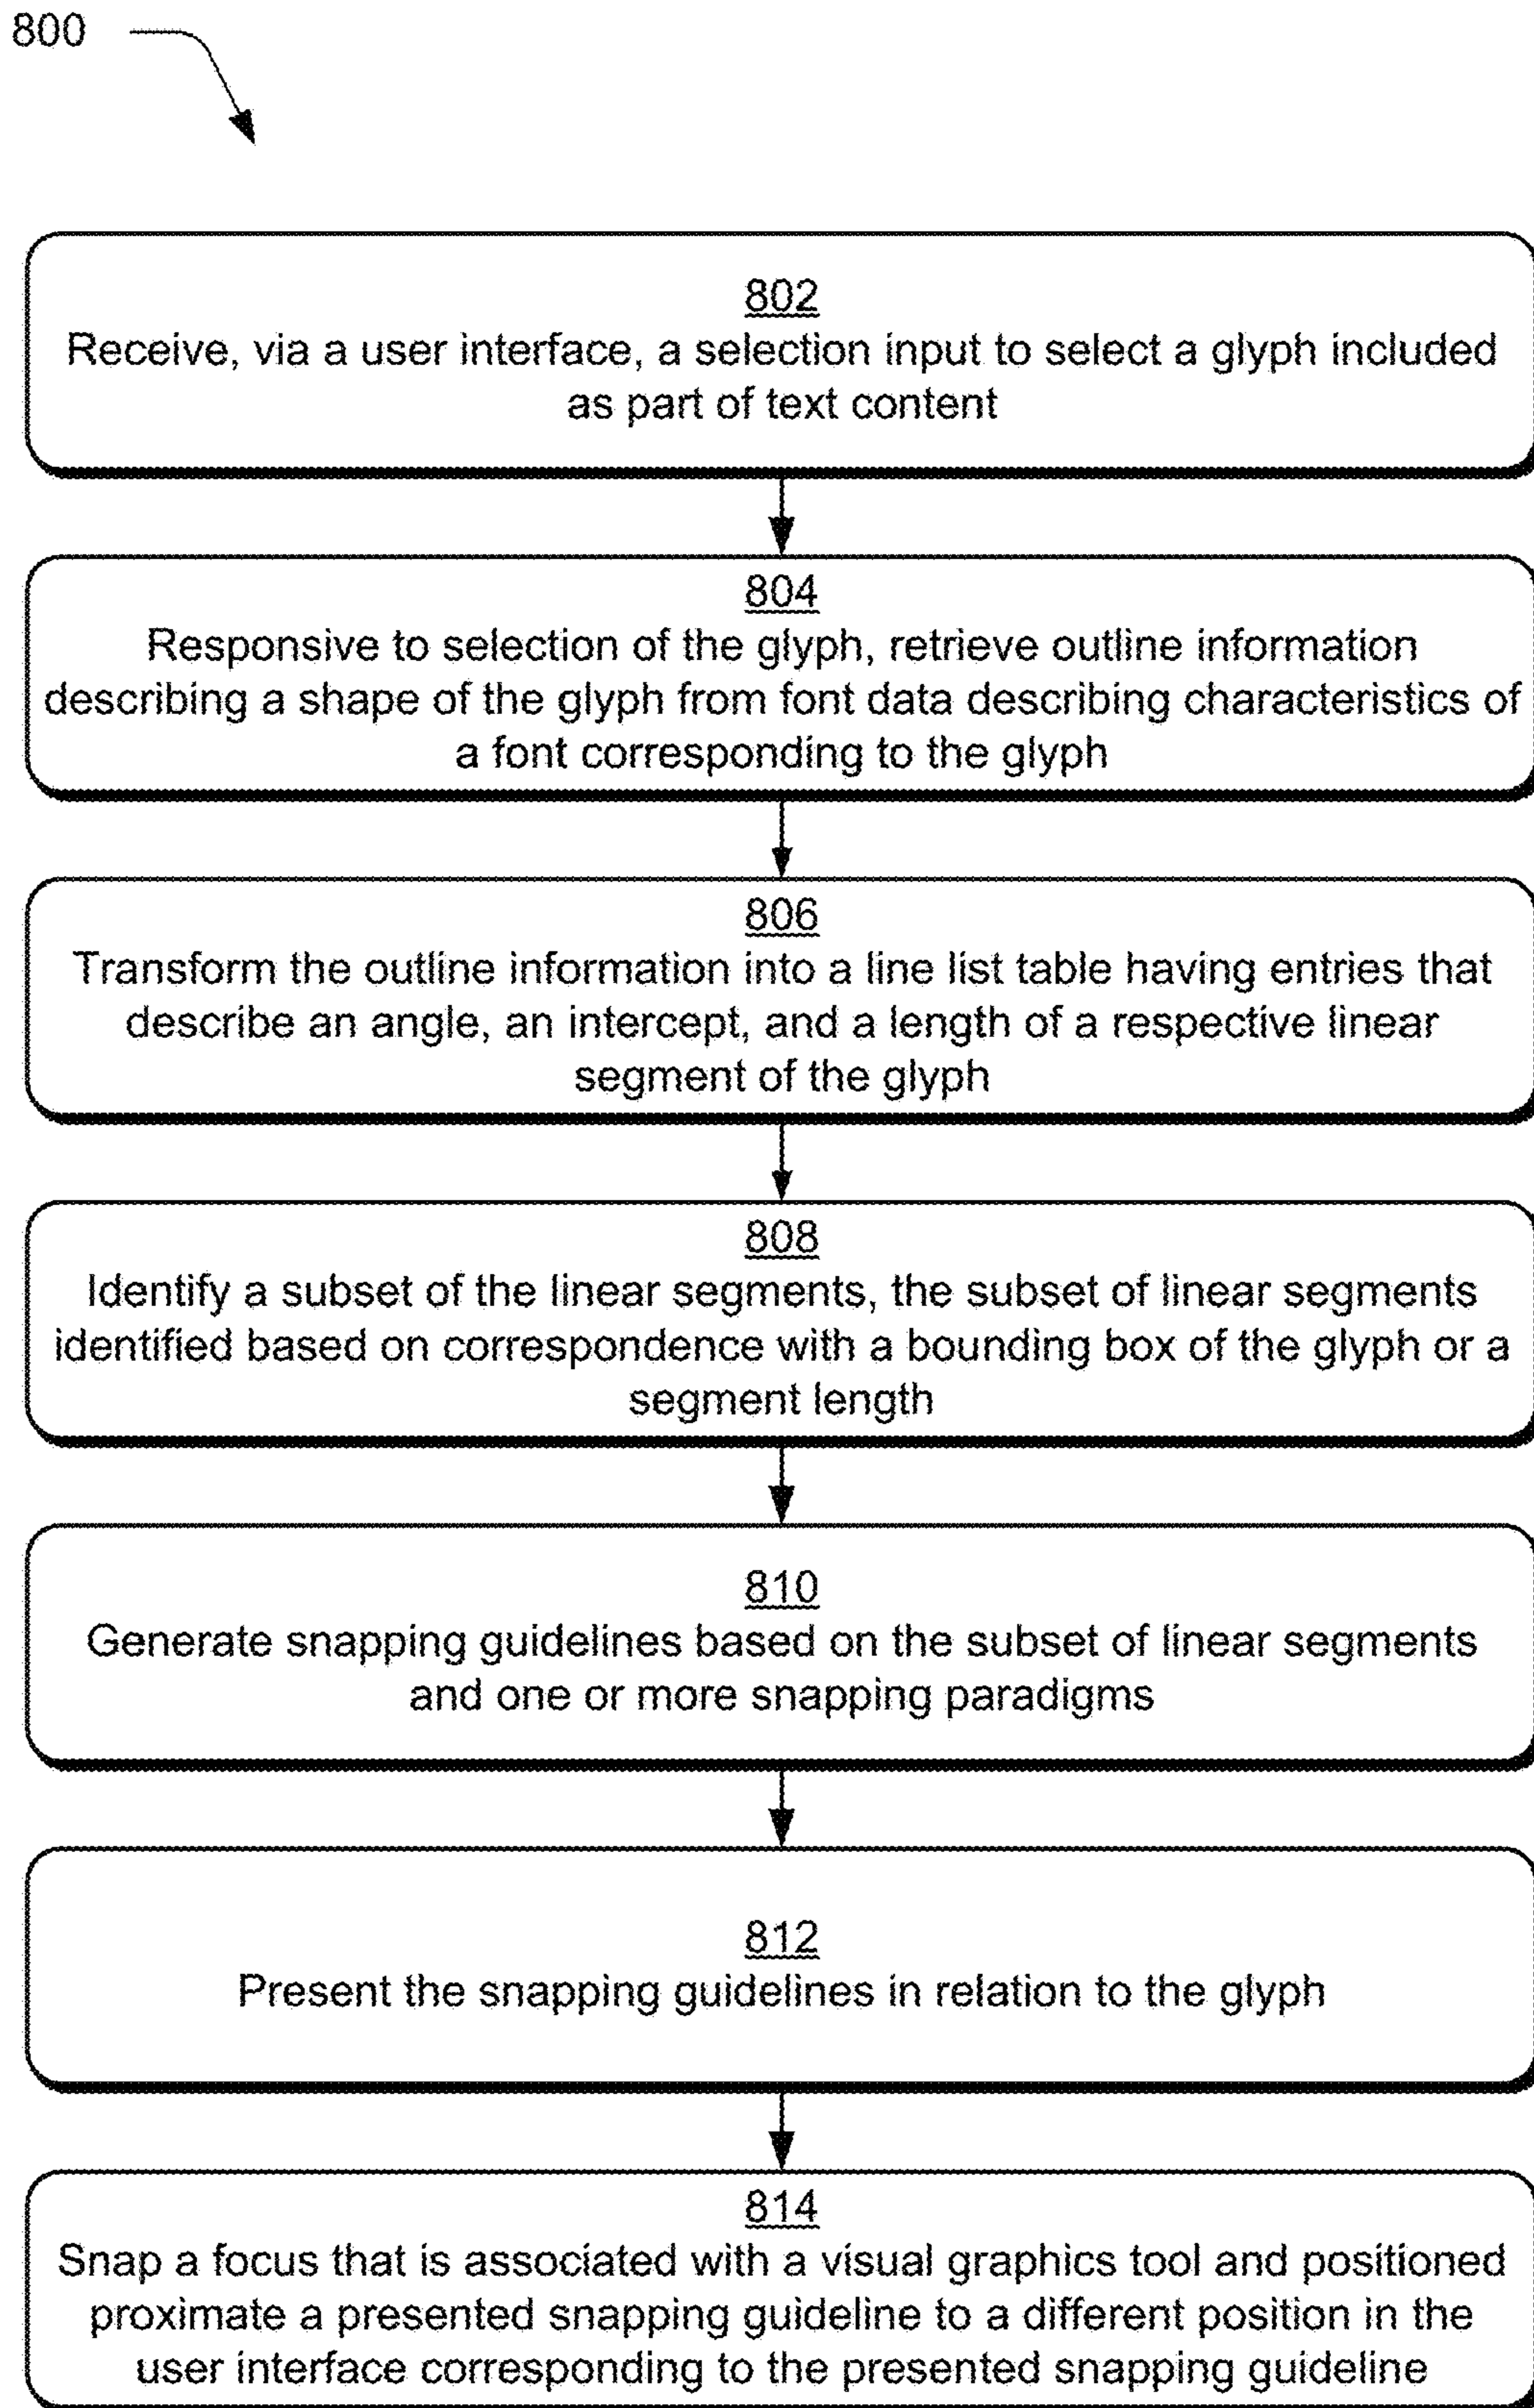 800
802
Receive, via a user interface, a selection input to select a glyph included
as part of text content
804
Responsive to selection of the glyph, retrieve outline information
describing a shape of the glyph from font data describing characteristics of
a font corresponding to the glyph
806
Transform the outline information into a line list table having entries that
describe an angle, an intercept, and a length of a respective linear
segment of the glyph
808
Identify a subset of the linear segments, the subset of linear segments
identified based on correspondence with a bounding box of the glyph or a
segment length
810
Generate snapping guidelines based on the subset of linear segments
and one or more snapping paradigms
812
Present the snapping guidelines in relation to the glyph
814
Snap a focus that is associated with a visual graphics tool and positioned
proximate a presented snapping guideline to a different position in the
user interface corresponding to the presented snapping guideline